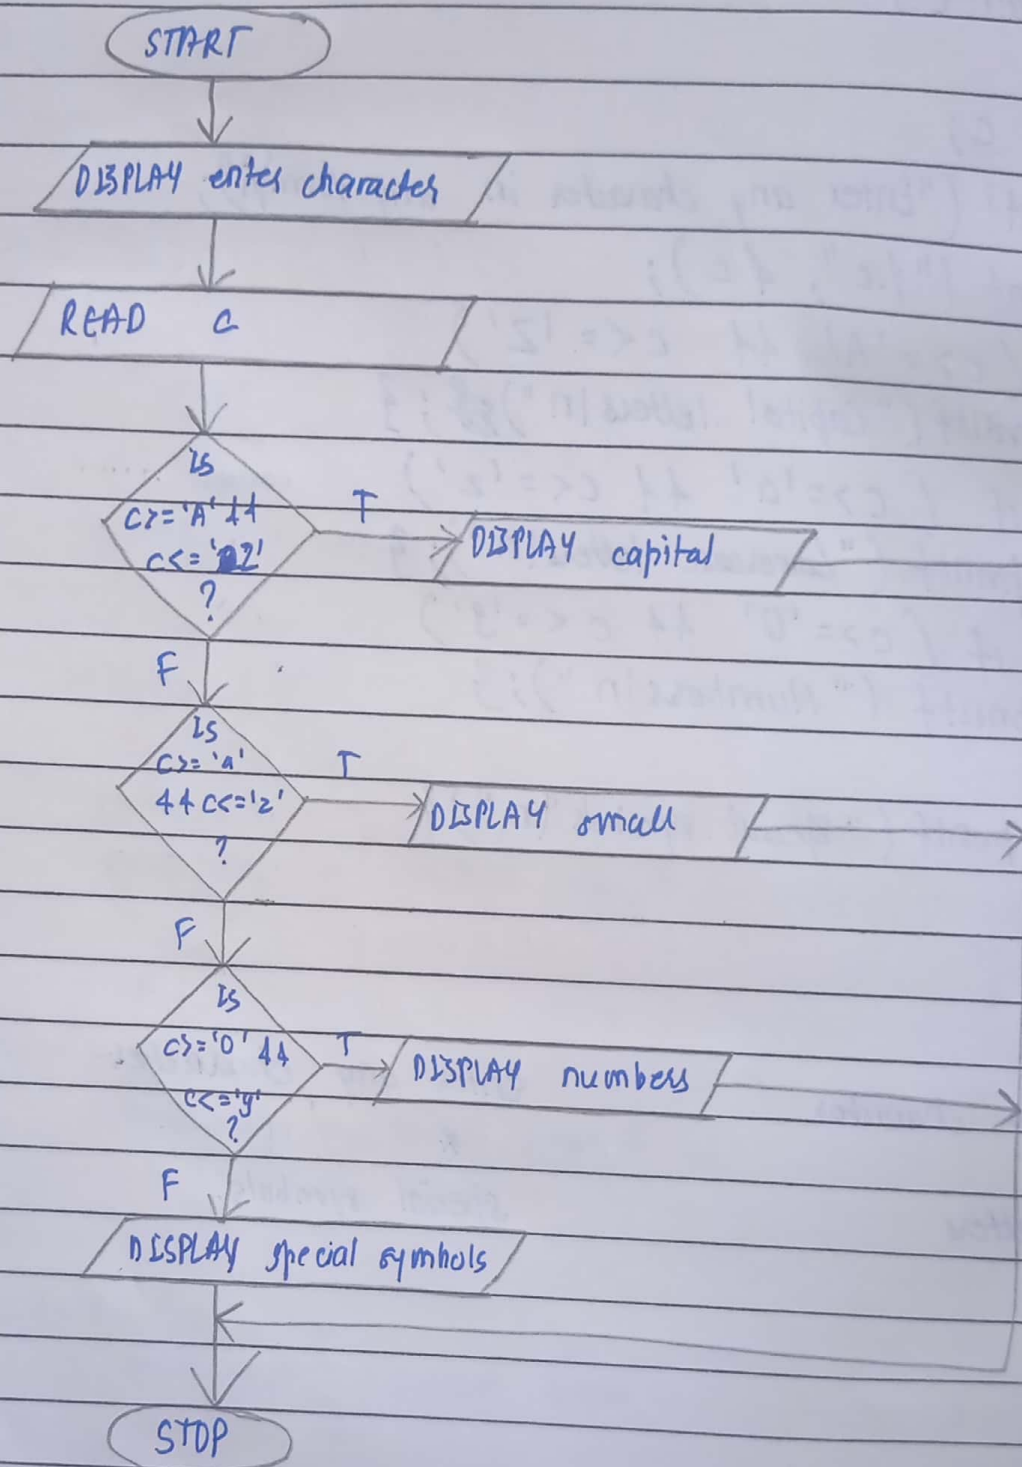 START
DISPLAY enter character
READ C
Is
C>='A' &&
C<='Z'
?
T
DISPLAY capital
F
Is
C>='a'
&& C<='z'
?
T
DISPLAY small
F
Is
C>='0' &&
C<='9'
?
T
DISPLAY numbers
F
DISPLAY special symbols
STOP